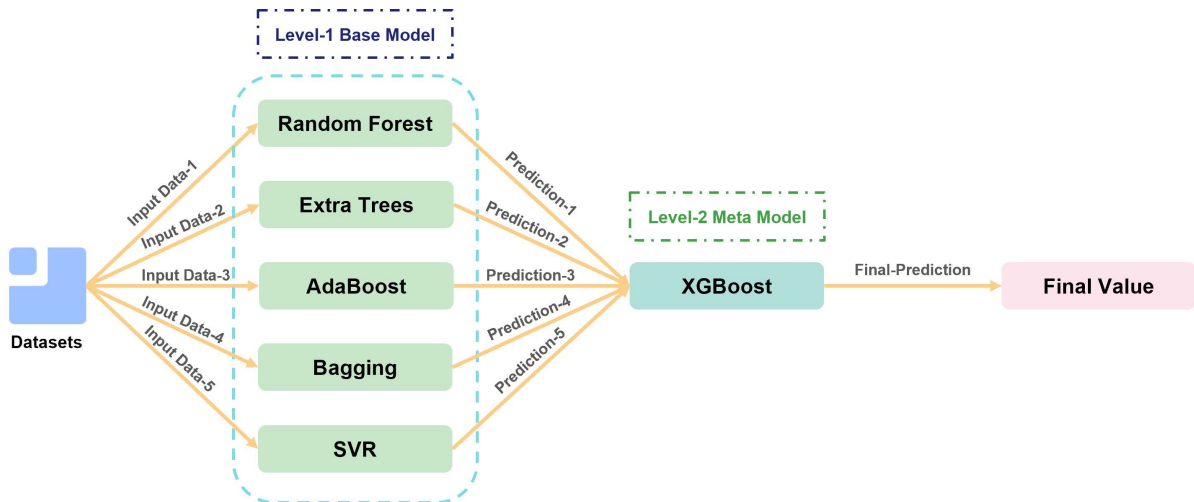 Level-1 Base Model
Random Forest
Input Data-1
Prediction-1
Extra Trees
Input Data-2
Prediction-2
Level-2 Meta Model
Input Data-3
AdaBoost
Prediction-3
XGBoost
Final-Prediction
Final Value
Datasets
Input Data-4
Prediction-4
Bagging
Input Data-5
Prediction-5
SVR